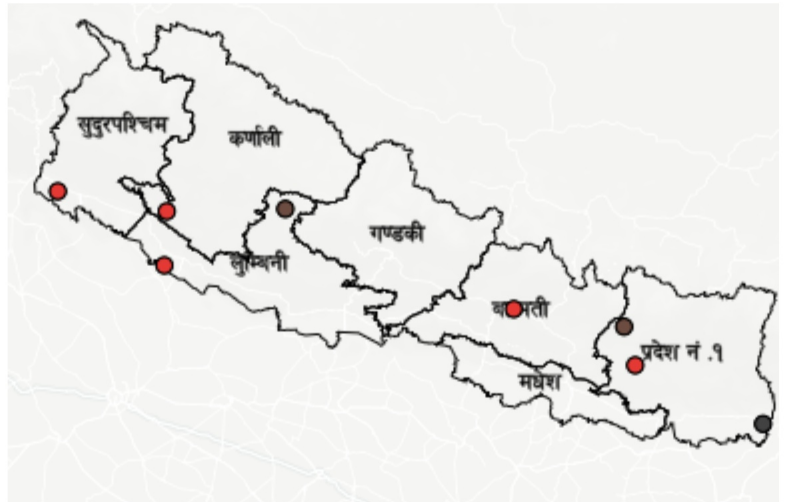 सुदुरपश्चिम
कर्णाली
गण्डकी
लुम्बिनी
प्रदेश नं .१
मधेश